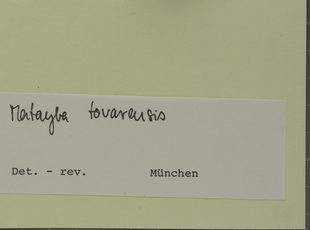 Matayba tovarensis
Det. - rev. München